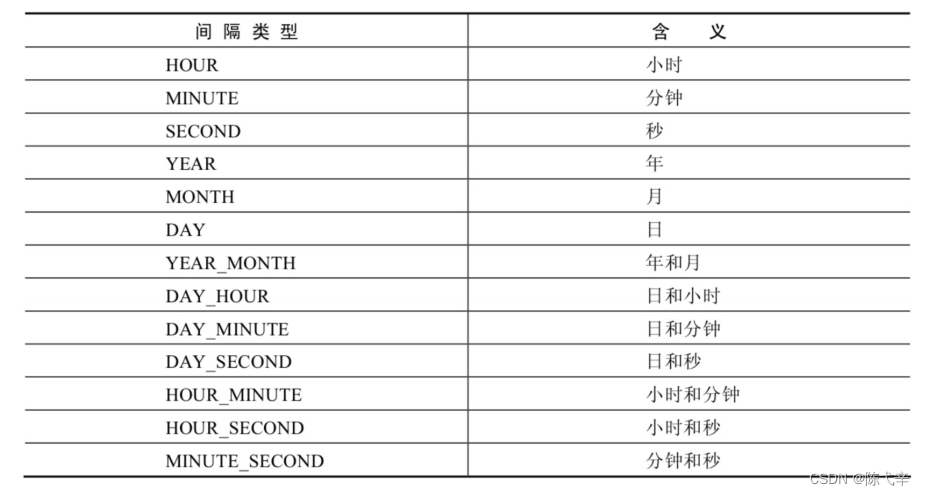 间隔类型 含义
HOUR 小时
MINUTE 分钟
SECOND 秒
YEAR 年
MONTH 月
DAY 日
YEAR_MONTH 年和月
DAY_HOUR 日和小时
DAY_MINUTE 日和分钟
DAY_SECOND 日和秒
HOUR_MINUTE 小时和分钟
HOUR_SECOND 小时和秒
MINUTE_SECOND 分钟和秒
CSDN @陈弋辛